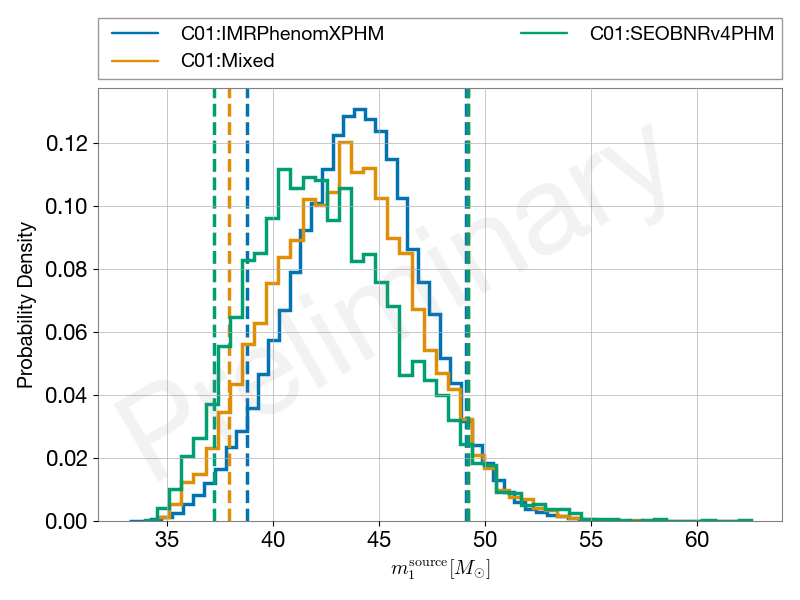 C01:IMRPhenomXPHM
C01:Mixed
C01:SEOBNRv4PHM
Preliminary
Probability Density
0.12
0.10
0.08
0.06
0.04
0.02
0.00
35 40 45 50 55 60
m₁^source [M☉]